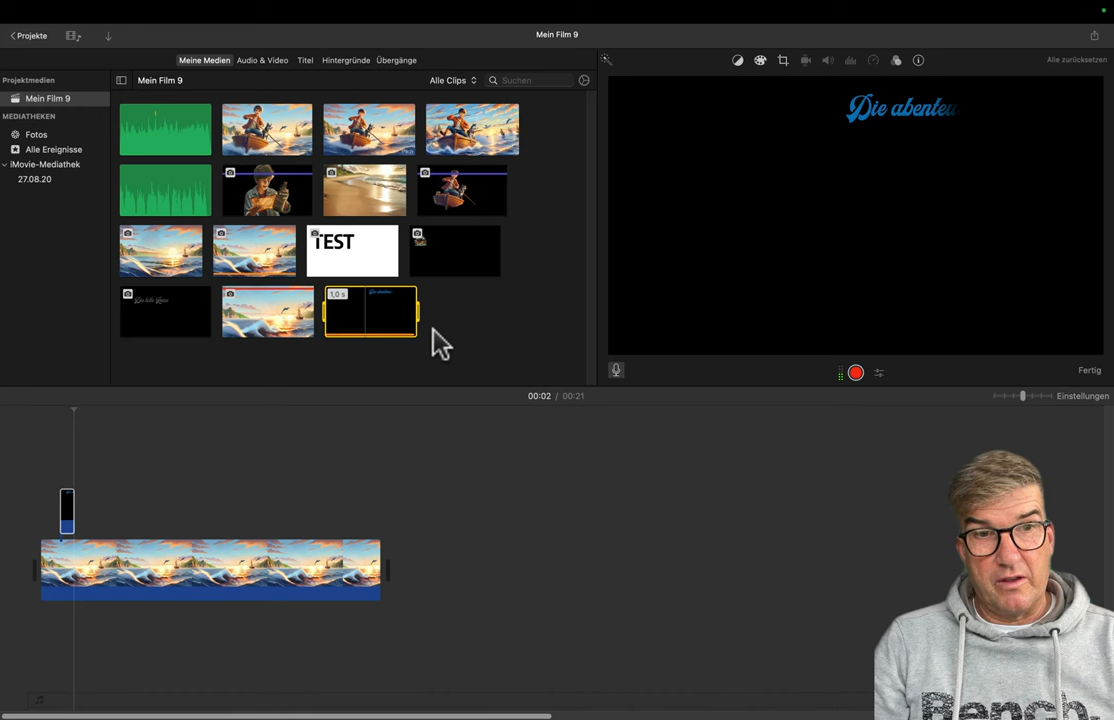 Projekte
Mein Film 9
Meine Medien Audio & Video Titel Hintergründe Übergänge
Alle zurücksetzen
Projektmedien
Mein Film 9
Alle Clips
Suchen
Mein Film 9
MEDIATHEKEN
Fotos
Alle Ereignisse
iMovie-Mediathek
27.08.20
Die abenteu
TEST
1,0 s
Fertig
00:02 / 00:21
Einstellungen
Bench.